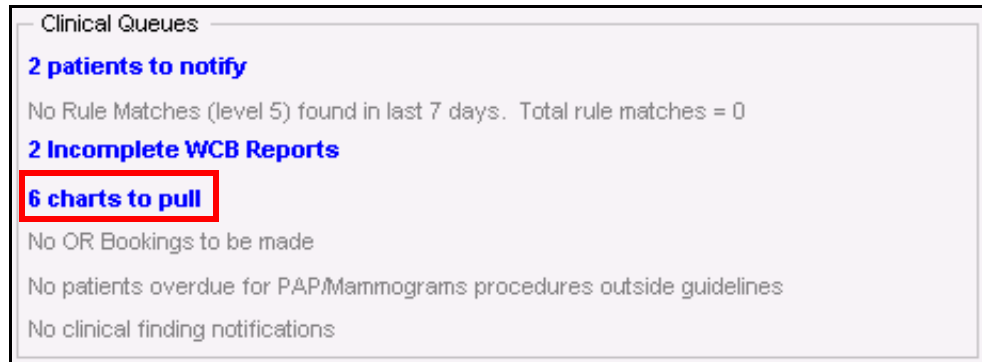 Clinical Queues
2 patients to notify
No Rule Matches (level 5) found in last 7 days.  Total rule matches = 0
2 Incomplete WCB Reports
6 charts to pull
No OR Bookings to be made
No patients overdue for PAP/Mammograms procedures outside guidelines
No clinical finding notifications